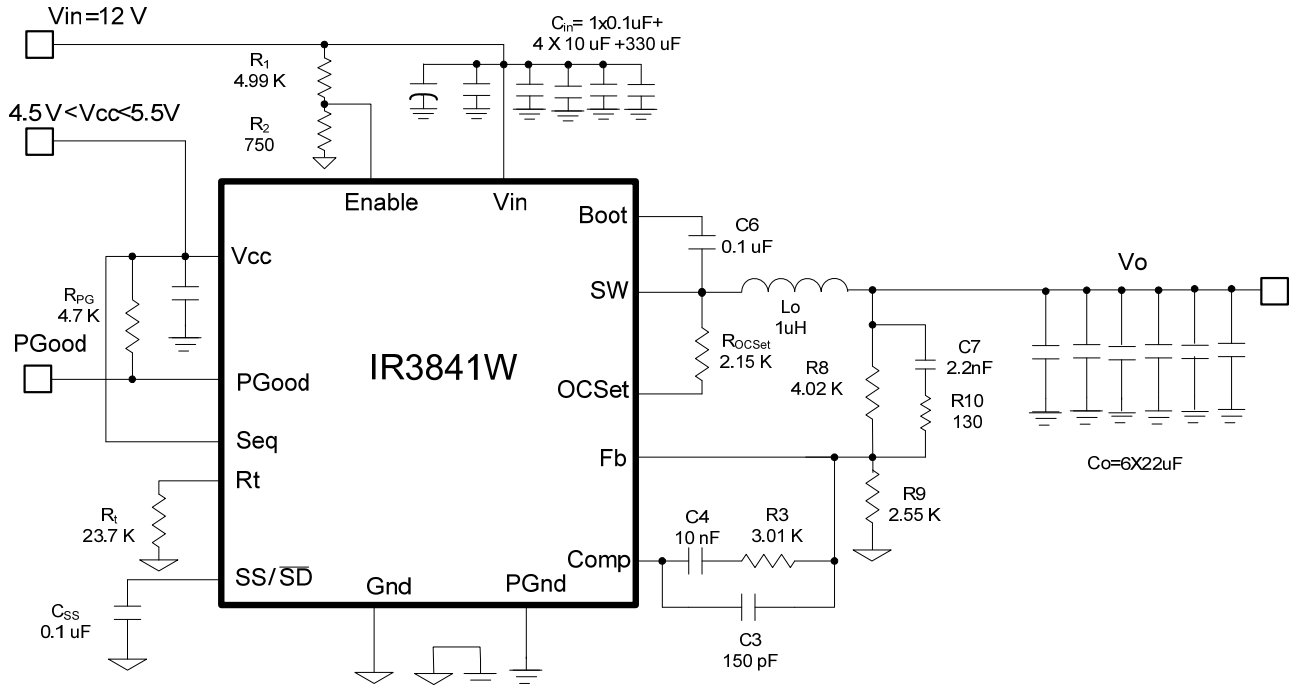 Vin=12 V
Cin= 1x0.1uF+
4 X 10 uF +330 uF
R1
4.99 K
4.5V<Vcc<5.5V
R2
750
Enable
Vin
Boot
C6
0.1 uF
Vcc
Vo
SW
RPG
4.7 K
Lo
1uH
PGood
ROCSet
2.15 K
C7
2.2nF
IR3841W
R8
4.02 K
PGood
OCSet
R10
130
Seq
Fb
Co=6X22uF
Rt
R9
2.55 K
Rt
23.7 K
C4
10 nF
R3
3.01 K
Comp
SS/SD
Gnd
PGnd
CSS
0.1 uF
C3
150 pF